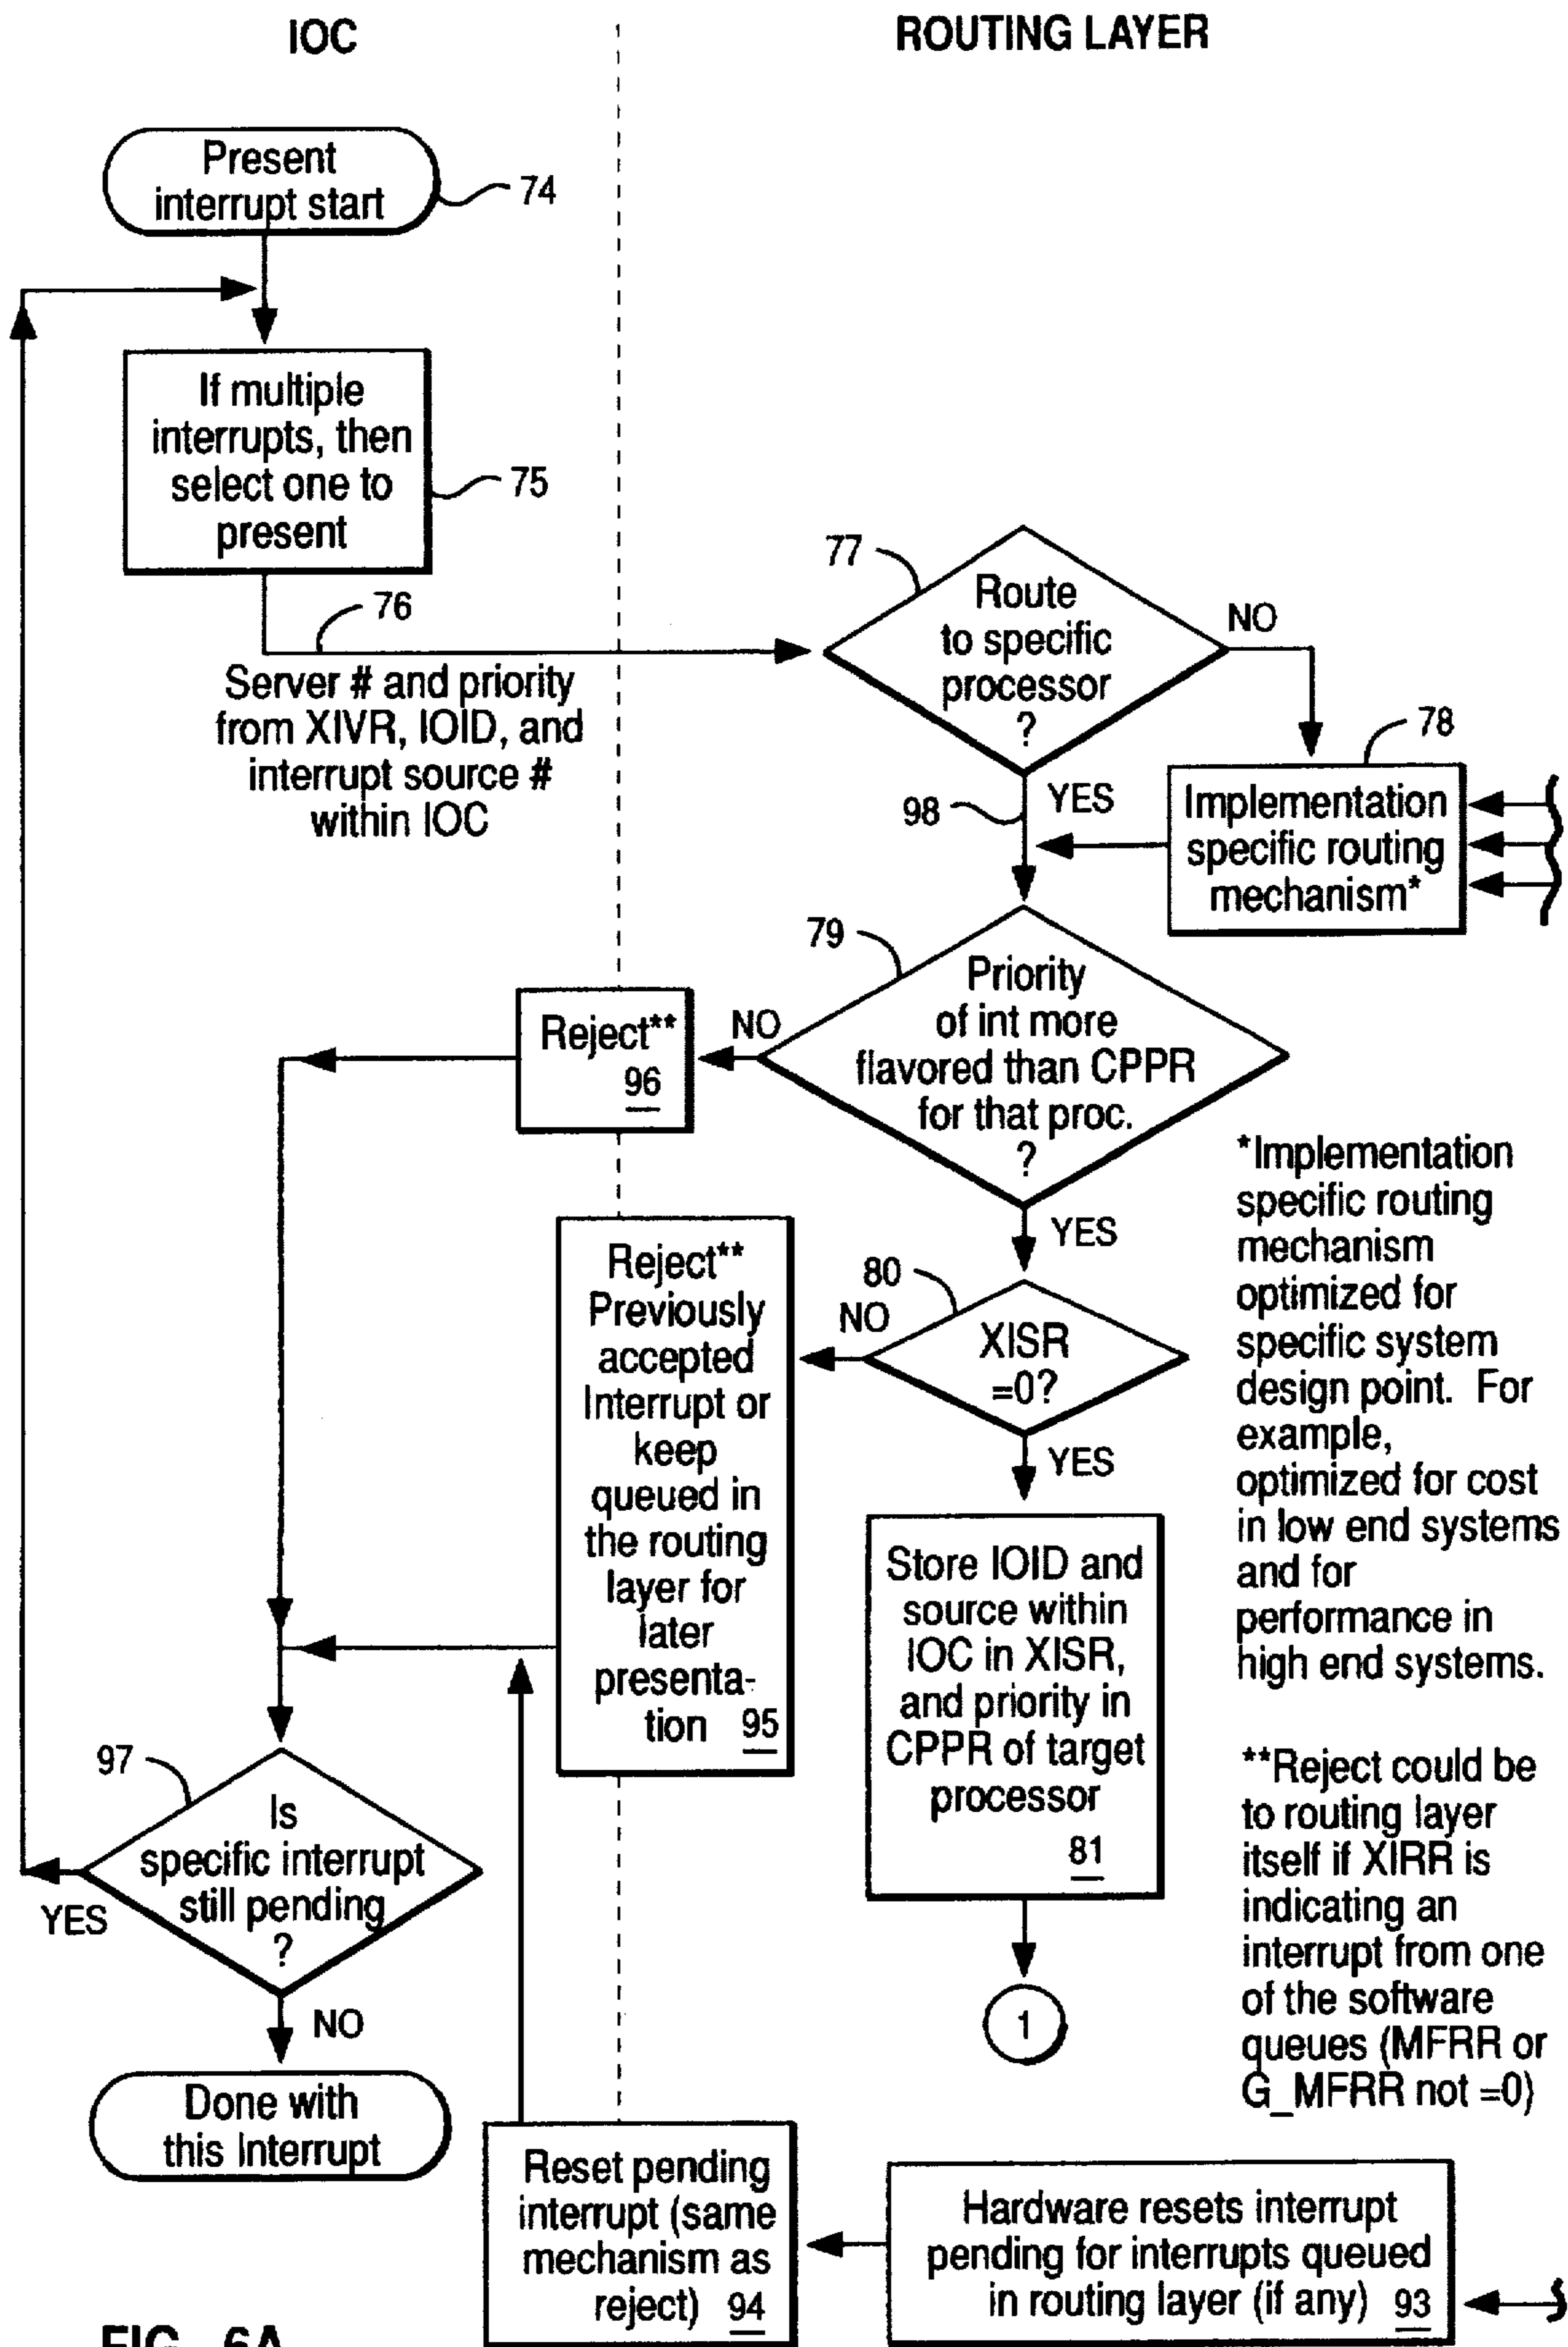 IOC
ROUTING LAYER
Present
interrupt start
74
If multiple
interrupts, then
select one to
present
75
76
Server # and priority
from XIVR, IOID, and
interrupt source #
within IOC
77
Route
to specific
processor
?
NO
YES
98
78
Implementation
specific routing
mechanism*
79
Priority
of int more
flavored than CPPR
for that proc.
?
NO
YES
Reject**
96
80
XISR
=0?
NO
YES
Reject**
Previously
accepted
Interrupt or
keep
queued in
the routing
layer for
later
presenta-
tion 95
Store IOID and
source within
IOC in XISR,
and priority in
CPPR of target
processor
81
1
*Implementation
specific routing
mechanism
optimized for
specific system
design point. For
example,
optimized for cost
in low end systems
and for
performance in
high end systems.
**Reject could be
to routing layer
itself if XIRR is
indicating an
interrupt from one
of the software
queues (MFRR or
G_MFRR not =0)
97
Is
specific interrupt
still pending
?
YES
NO
Done with
this Interrupt
Reset pending
interrupt (same
mechanism as
reject) 94
Hardware resets interrupt
pending for interrupts queued
in routing layer (if any) 93
FIG. 6A